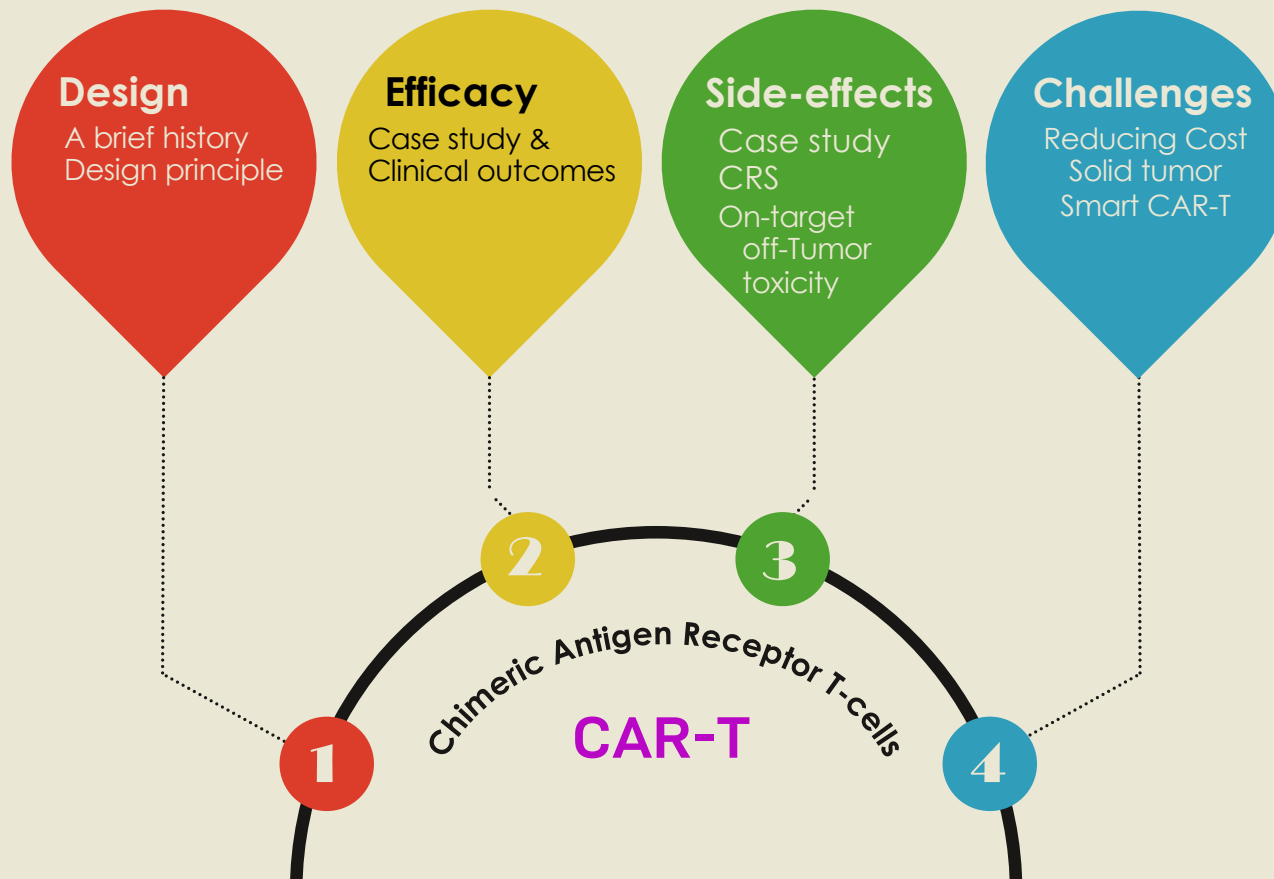 Design
A brief history
Design principle
Efficacy
Case study &
Clinical outcomes
Side-effects
Case study
CRS
On-target
off-Tumor
toxicity
Challenges
Reducing Cost
Solid tumor
Smart CAR-T
1
2
3
4
Chimeric Antigen Receptor T-cells
CAR-T